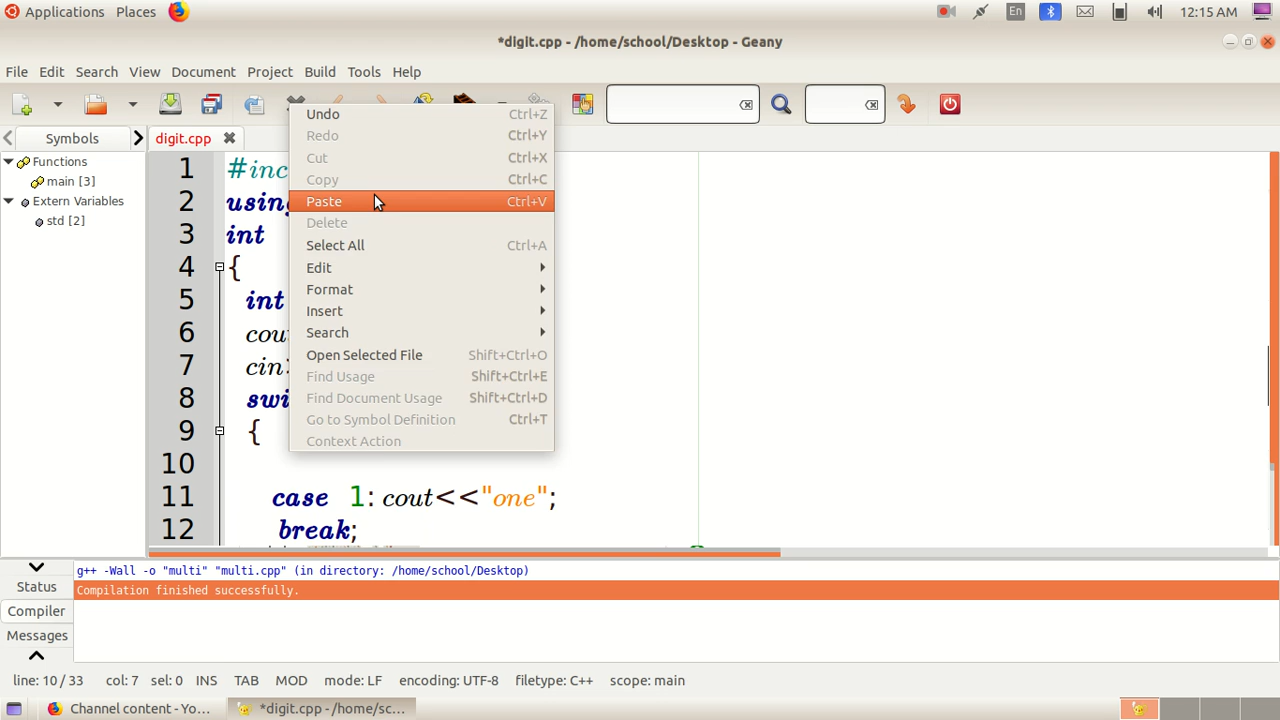 Applications Places En 12:15 AM
*digit.cpp - /home/school/Desktop - Geany
File Edit Search View Document Project Build Tools Help
Symbols digit.cpp
Functions
main [3]
Extern Variables
std [2]
1 #inc
2 using
3 int
4 {
5 int
6 cou
7 cin>
8 swi
9 {
10
11 case 1: cout<<"one";
12 break;
Undo Ctrl+Z
Redo Ctrl+Y
Cut Ctrl+X
Copy Ctrl+C
Paste Ctrl+V
Delete
Select All Ctrl+A
Edit
Format
Insert
Search
Open Selected File Shift+Ctrl+O
Find Usage Shift+Ctrl+E
Find Document Usage Shift+Ctrl+D
Go to Symbol Definition Ctrl+T
Context Action
Status
Compiler
Messages
g++ -Wall -o "multi" "multi.cpp" (in directory: /home/school/Desktop)
Compilation finished successfully.
line: 10 / 33 col: 7 sel: 0 INS TAB MOD mode: LF encoding: UTF-8 filetype: C++ scope: main
Channel content - Yo... *digit.cpp - /home/sc...